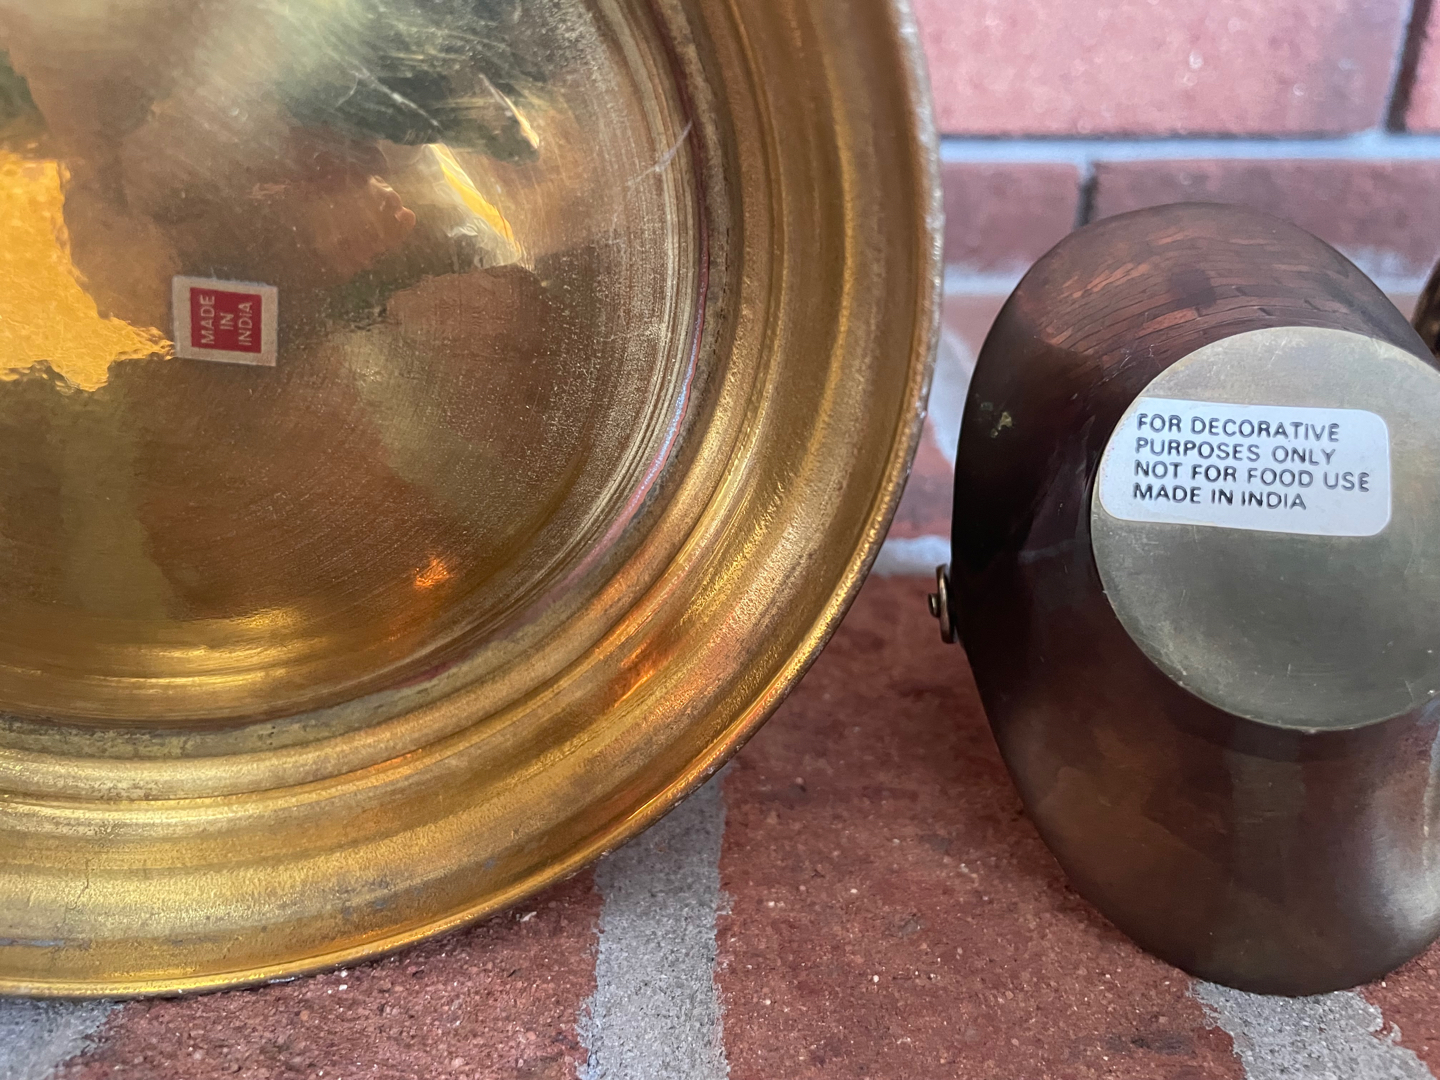 MADE
IN
INDIA
FOR DECORATIVE
PURPOSES ONLY
NOT FOR FOOD USE
MADE IN INDIA